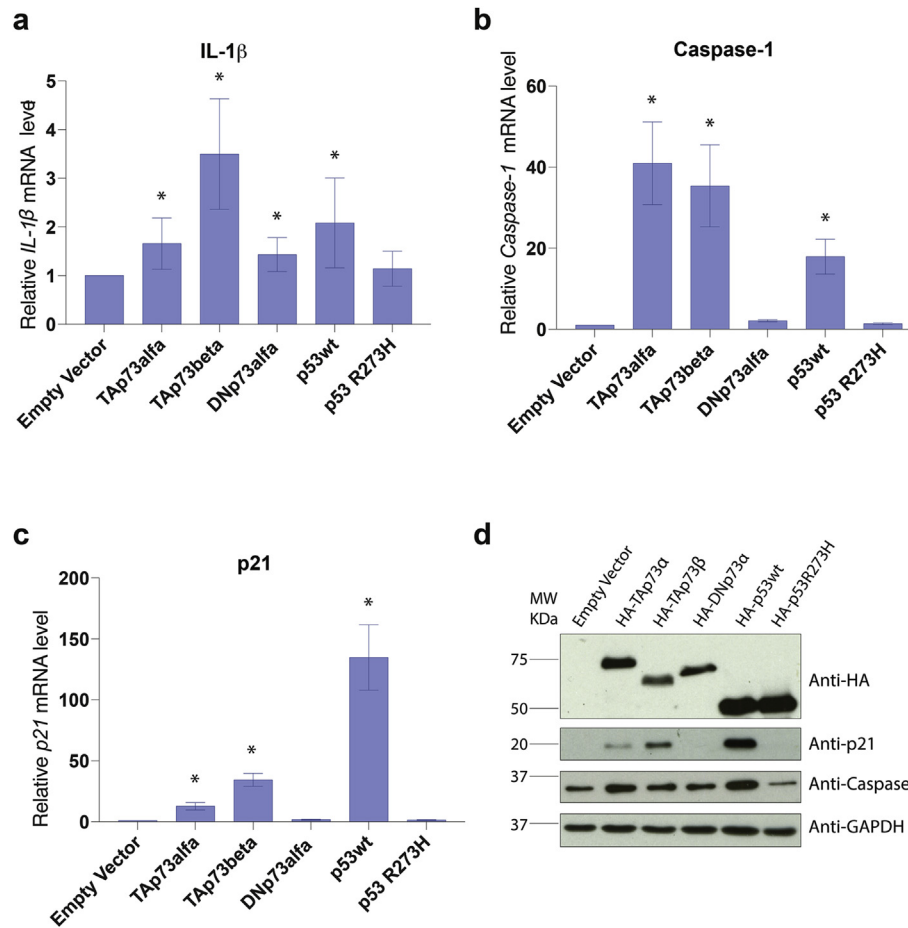 a
IL-1β
Relative IL-1β mRNA level
5
4
3
2
1
0
*
*
*
*
Empty Vector
TAp73alfa
TAp73beta
DNp73alfa
p53wt
p53 R273H
b
Caspase-1
Relative Caspase-1 mRNA level
60
40
20
0
*
*
*
Empty Vector
TAp73alfa
TAp73beta
DNp73alfa
p53wt
p53 R273H
c
p21
Relative p21 mRNA level
200
150
100
50
0
*
*
*
Empty Vector
TAp73alfa
TAp73beta
DNp73alfa
p53wt
p53 R273H
d
MW
KDa
Empty Vector
HA-TAp73α
HA-TAp73β
HA-DNp73α
HA-p53wt
HA-p53R273H
75
50
Anti-HA
20
Anti-p21
37
Anti-Caspase
37
Anti-GAPDH